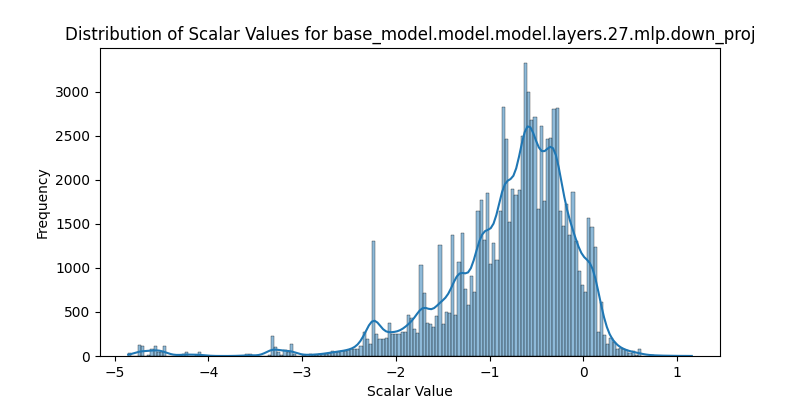 Distribution of Scalar Values for base_model.model.model.layers.27.mlp.down_proj
Frequency
3000
2500
2000
1500
1000
500
0
−5 −4 −3 −2 −1 0 1
Scalar Value